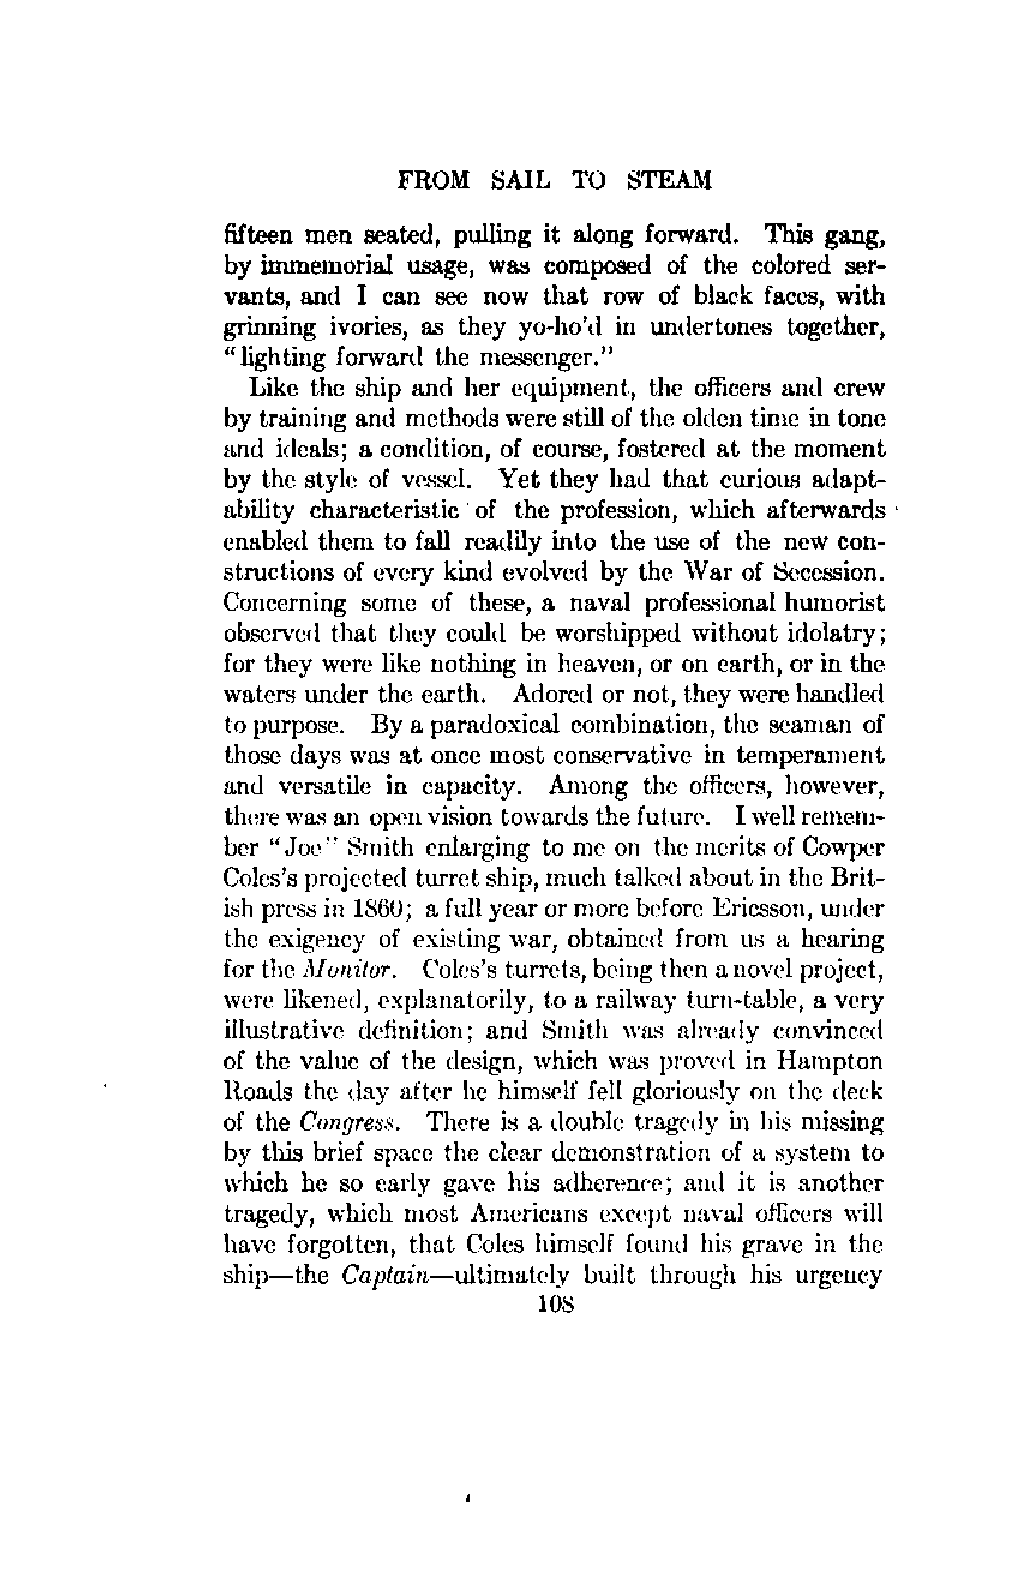 FROM SAIL TO STEAM
fifteen men seated, pulling it along forward. This gang,
by immemorial usage, was composed of the colored ser-
vants, and I can see now that row of black faces, with
grinning ivories, as they yo-ho'd in undertones together,
"lighting forward the messenger."
Like the ship and her equipment, the officers and crew
by training and methods were still of the olden time in tone
and ideals; a condition, of course, fostered at the moment
by the style of vessel. Yet they had that curious adapt-
ability characteristic of the profession, which afterwards
enabled them to fall readily into the use of the new con-
structions of every kind evolved by the War of Secession.
Concerning some of these, a naval professional humorist
observed that they could be worshipped without idolatry;
for they were like nothing in heaven, or on earth, or in the
waters under the earth. Adored or not, they were handled
to purpose. By a paradoxical combination, the seaman of
those days was at once most conservative in temperament
and versatile in capacity. Among the officers, however,
there was an open vision towards the future. I well remem-
ber "Joe" Smith enlarging to me on the merits of Cowper
Coles's projected turret ship, much talked about in the Brit-
ish press in 1860; a full year or more before Ericsson, under
the exigency of existing war, obtained from us a hearing
for the Monitor. Coles's turrets, being then a novel project,
were likened, explanatorily, to a railway turn-table, a very
illustrative definition; and Smith was already convinced
of the value of the design, which was proved in Hampton
Roads the day after he himself fell gloriously on the deck
of the Congress. There is a double tragedy in his missing
by this brief space the clear demonstration of a system to
which he so early gave his adherence; and it is another
tragedy, which most Americans except naval officers will
have forgotten, that Coles himself found his grave in the
ship—the Captain—ultimately built through his urgency
108